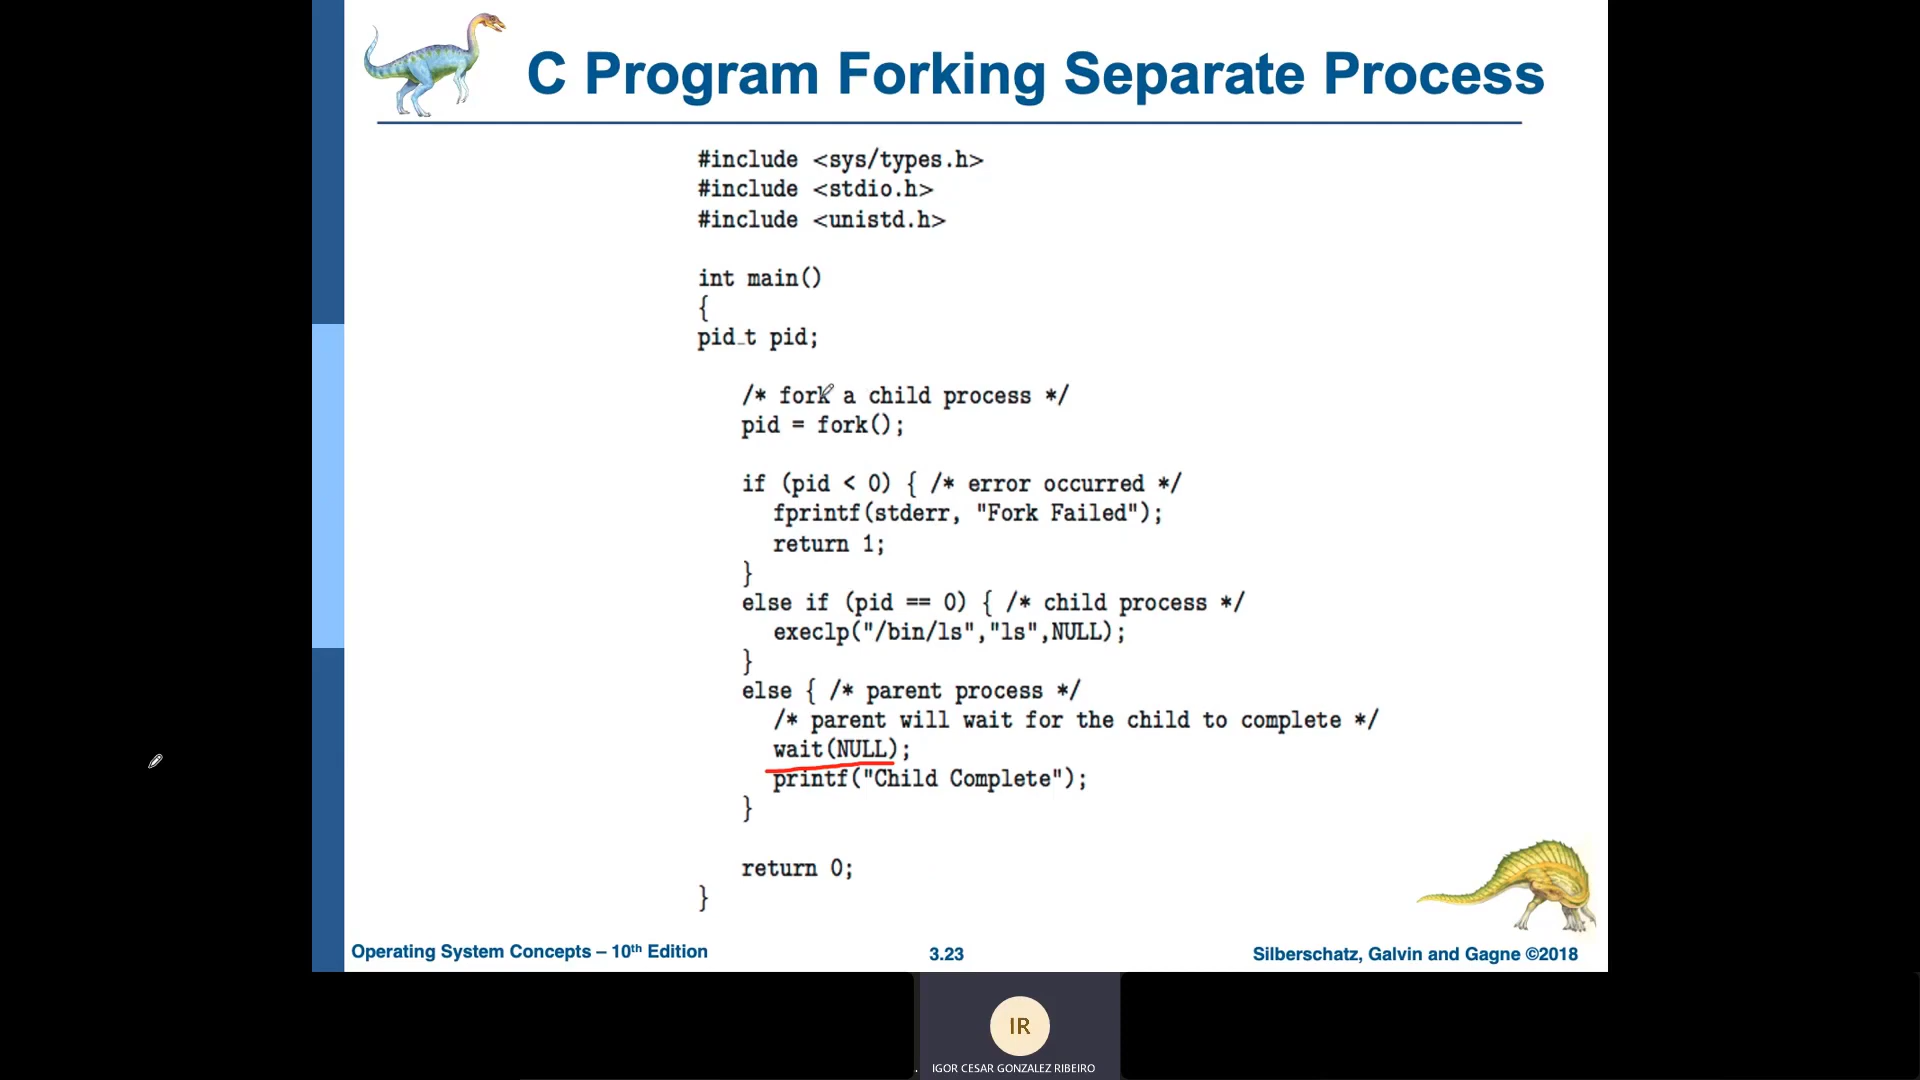 C Program Forking Separate Process
#include <sys/types.h>
#include <stdio.h>
#include <unistd.h>
int main()
{
pid_t pid;
/* fork a child process */
pid = fork();
if (pid < 0) { /* error occurred */
fprintf(stderr, "Fork Failed");
return 1;
}
else if (pid == 0) { /* child process */
execlp("/bin/ls","ls",NULL);
}
else { /* parent process */
/* parent will wait for the child to complete */
wait(NULL);
printf("Child Complete");
}
return 0;
}
Operating System Concepts – 10th Edition
3.23
Silberschatz, Galvin and Gagne ©2018
IR
IGOR CESAR GONZALEZ RIBEIRO